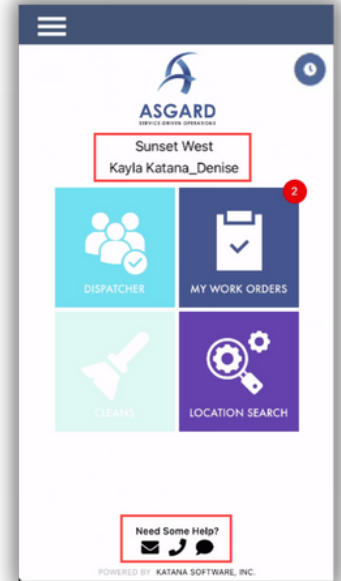 ASGARD
SERVICE-DRIVEN OPERATIONS
Sunset West
Kayla Katana_Denise
2
DISPATCHER
MY WORK ORDERS
CLEANS
LOCATION SEARCH
Need Some Help?
POWERED BY KATANA SOFTWARE, INC.